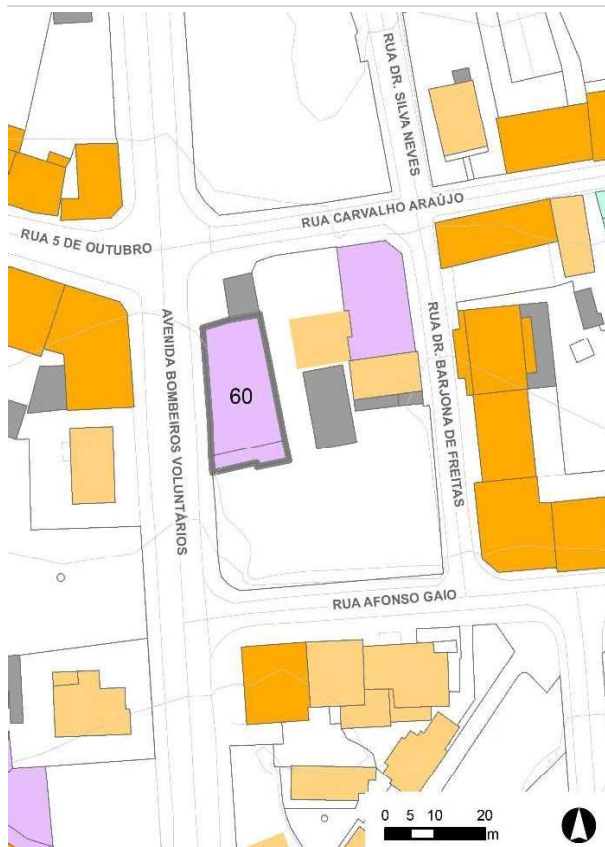 RUA DR. SILVA NEVES
RUA CARVALHO ARAÚJO
RUA 5 DE OUTUBRO
AVENIDA BOMBEIROS VOLUNTÁRIOS
60
RUA DR. BARJONA DE FREITAS
RUA AFONSO GAIO
0 5 10 20
m